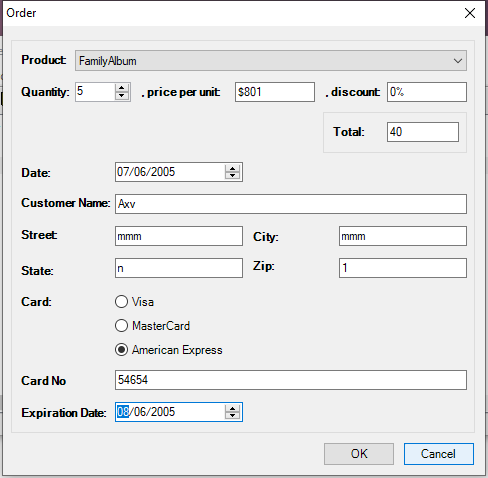 Order
Product: FamilyAlbum
Quantity: 5 , price per unit: $801 , discount: 0%
Total: 40
Date: 07/06/2005
Customer Name: Axv
Street: mmm City: mmm
State: n Zip: 1
Card: Visa
MasterCard
American Express
Card No 54654
Expiration Date: 08/06/2005
OK Cancel